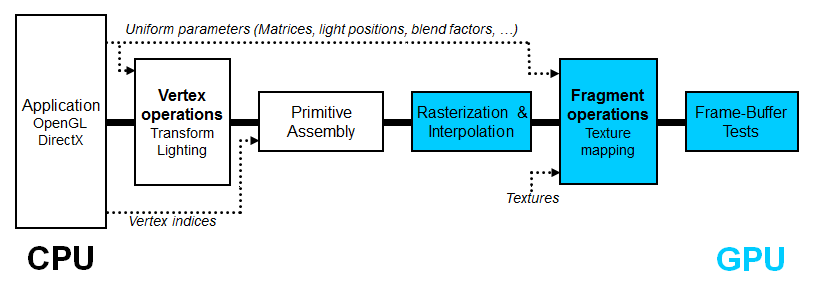 Uniform parameters (Matrices, light positions, blend factors, …)
Application
OpenGL
DirectX
Vertex
operations
Transform
Lighting
Primitive
Assembly
Rasterization &
Interpolation
Fragment
operations
Texture
mapping
Frame-Buffer
Tests
Vertex indices
Textures
CPU
GPU